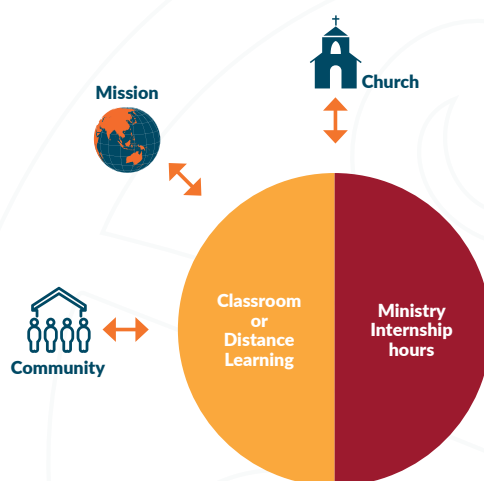 Church
Mission
Classroom
or
Distance
Learning
Ministry
Internship
hours
Community